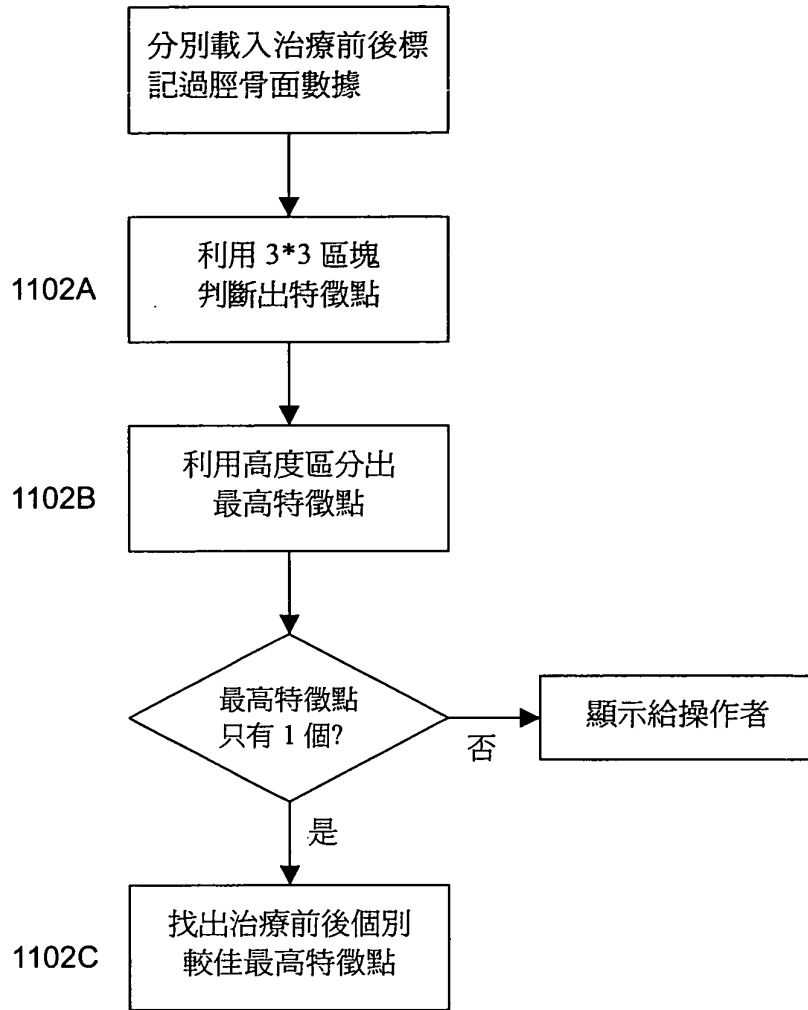 分別載入治療前後標
記過脛骨面數據
1102A
利用 3*3 區塊
判斷出特徵點
1102B
利用高度區分出
最高特徵點
最高特徵點
只有 1 個?
否
顯示給操作者
是
1102C
找出治療前後個別
較佳最高特徵點